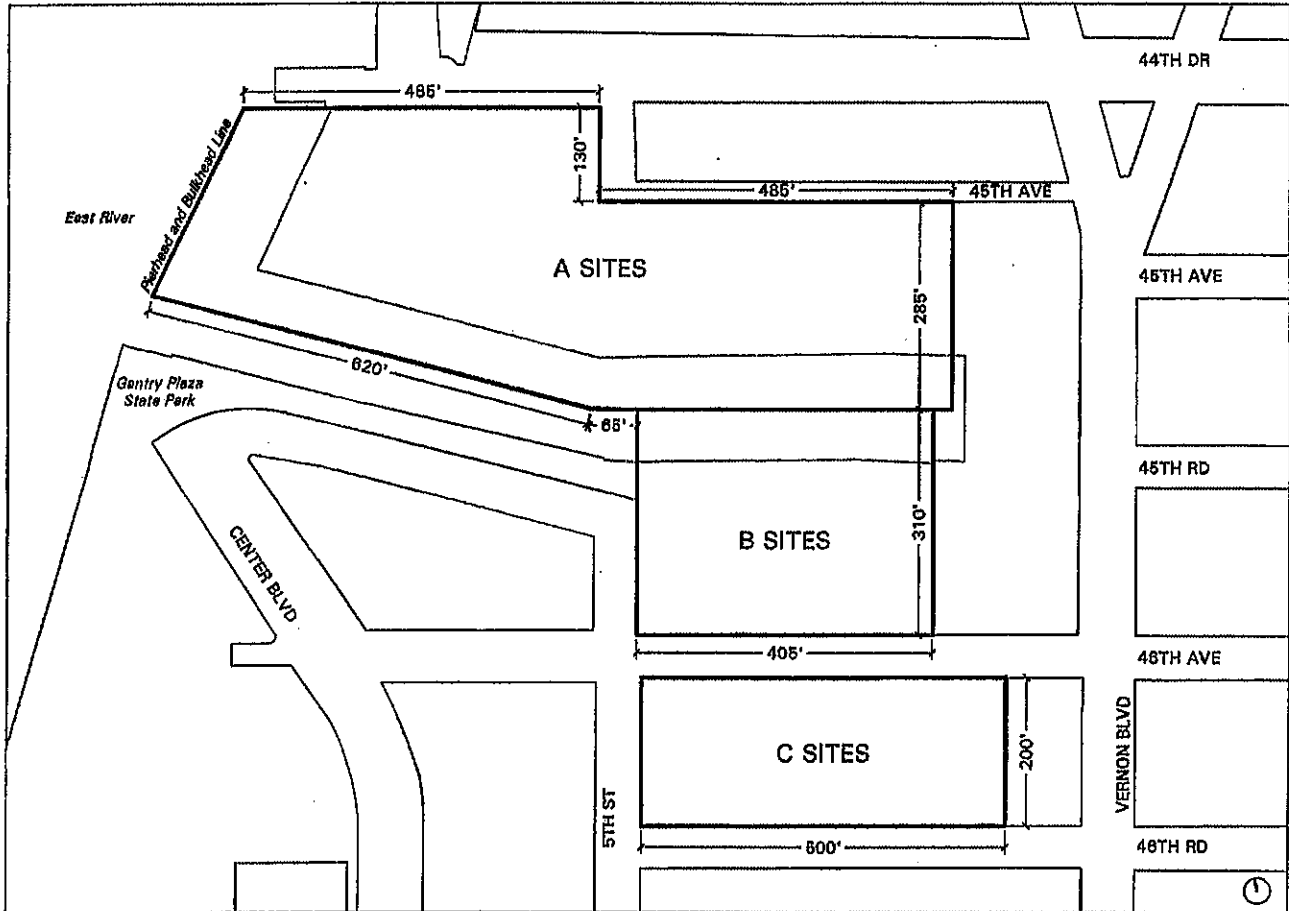 44TH DR
485'
130'
Pierhead and Bulkhead Line
East River
485'
45TH AVE
A SITES
45TH AVE
285'
620'
Gantry Plaza
State Park
65'
45TH RD
310'
B SITES
CENTER BLVD
405'
46TH AVE
C SITES
200'
VERNON BLVD
5TH ST
500'
46TH RD